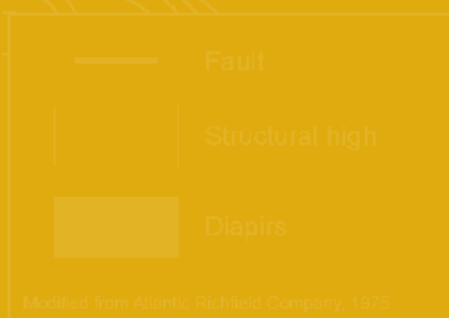 Fault
Structural high
Diapirs
Modified from Atlantic Richfield Company, 1975